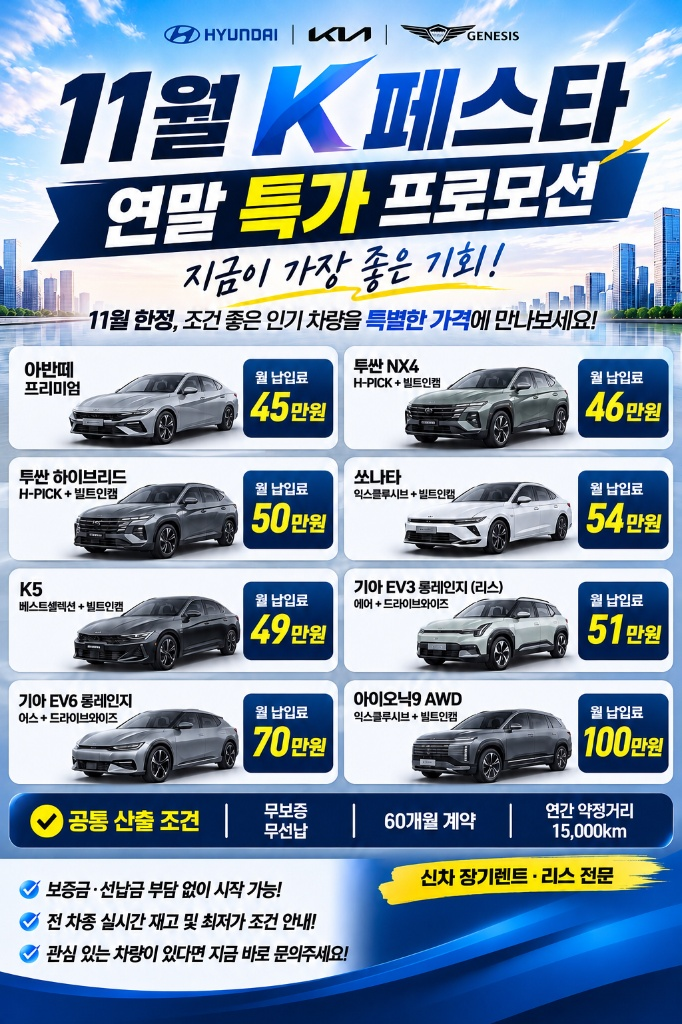 HYUNDAI | KIA | GENESIS
11월 K 페스타
연말 특가 프로모션
지금이 가장 좋은 기회!
11월 한정, 조건 좋은 인기 차량을 특별한 가격에 만나보세요!
아반떼
프리미엄
월 납입료
45만원
투싼 NX4
H-PICK + 빌트인캠
월 납입료
46만원
투싼 하이브리드
H-PICK + 빌트인캠
월 납입료
50만원
쏘나타
익스클루시브 + 빌트인캠
월 납입료
54만원
K5
베스트셀렉션 + 빌트인캠
월 납입료
49만원
기아 EV3 롱레인지 (리스)
에어 + 드라이브와이즈
월 납입료
51만원
기아 EV6 롱레인지
어스 + 드라이브와이즈
월 납입료
70만원
아이오닉9 AWD
익스클루시브 + 빌트인캠
월 납입료
100만원
공통 산출 조건
무보증
무선납
60개월 계약
연간 약정거리
15,000km
신차 장기렌트 · 리스 전문
보증금 · 선납금 부담 없이 시작 가능!
전 차종 실시간 재고 및 최저가 조건 안내!
관심 있는 차량이 있다면 지금 바로 문의주세요!